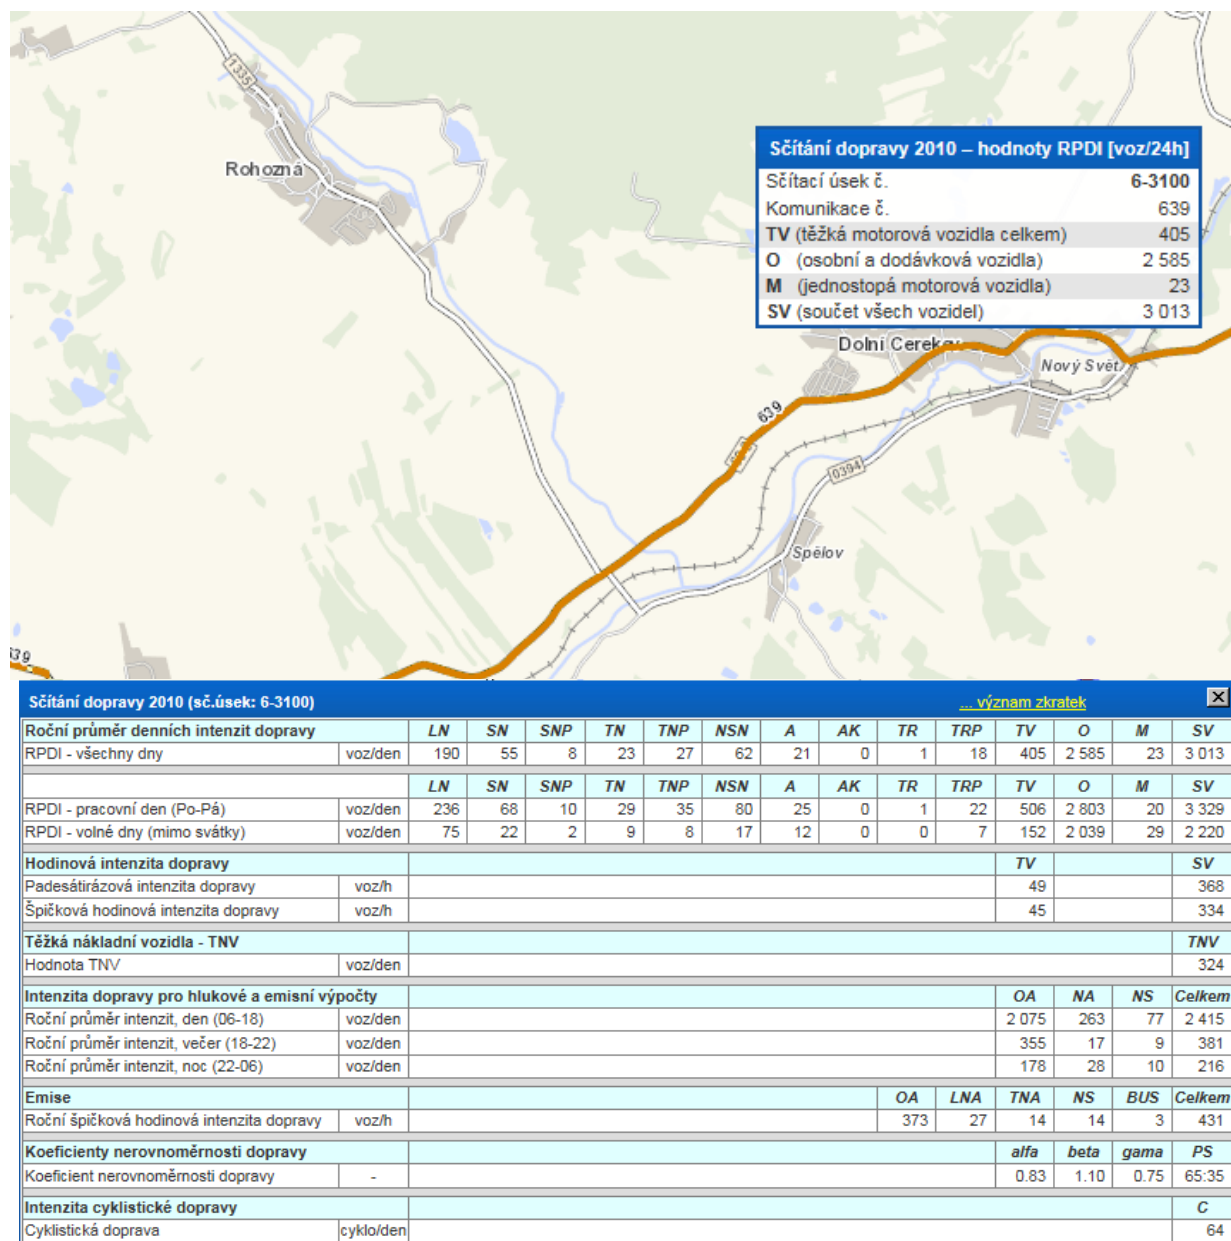 1335
Rohozná
Sčítání dopravy 2010 – hodnoty RPDI [voz/24h]
Sčítací úsek č. 6-3100
Komunikace č. 639
TV (těžká motorová vozidla celkem) 405
O (osobní a dodávková vozidla) 2 585
M (jednostopá motorová vozidla) 23
SV (součet všech vozidel) 3 013
Dolní Cerekev
Nový Svět
639
0394
Spělov
639
Sčítání dopravy 2010 (sč.úsek: 6-3100) ... význam zkratek
Roční průměr denních intenzit dopravy LN SN SNP TN TNP NSN A AK TR TRP TV O M SV
RPDI - všechny dny voz/den 190 55 8 23 27 62 21 0 1 18 405 2 585 23 3 013
LN SN SNP TN TNP NSN A AK TR TRP TV O M SV
RPDI - pracovní den (Po-Pá) voz/den 236 68 10 29 35 80 25 0 1 22 506 2 803 20 3 329
RPDI - volné dny (mimo svátky) voz/den 75 22 2 9 8 17 12 0 0 7 152 2 039 29 2 220
Hodinová intenzita dopravy TV SV
Padesátirázová intenzita dopravy voz/h 49 368
Špičková hodinová intenzita dopravy voz/h 45 334
Těžká nákladní vozidla - TNV TNV
Hodnota TNV voz/den 324
Intenzita dopravy pro hlukové a emisní výpočty OA NA NS Celkem
Roční průměr intenzit, den (06-18) voz/den 2 075 263 77 2 415
Roční průměr intenzit, večer (18-22) voz/den 355 17 9 381
Roční průměr intenzit, noc (22-06) voz/den 178 28 10 216
Emise OA LNA TNA NS BUS Celkem
Roční špičková hodinová intenzita dopravy voz/h 373 27 14 14 3 431
Koeficienty nerovnoměrnosti dopravy alfa beta gama PS
Koeficient nerovnoměrnosti dopravy - 0.83 1.10 0.75 65:35
Intenzita cyklistické dopravy C
Cyklistická doprava cyklo/den 64